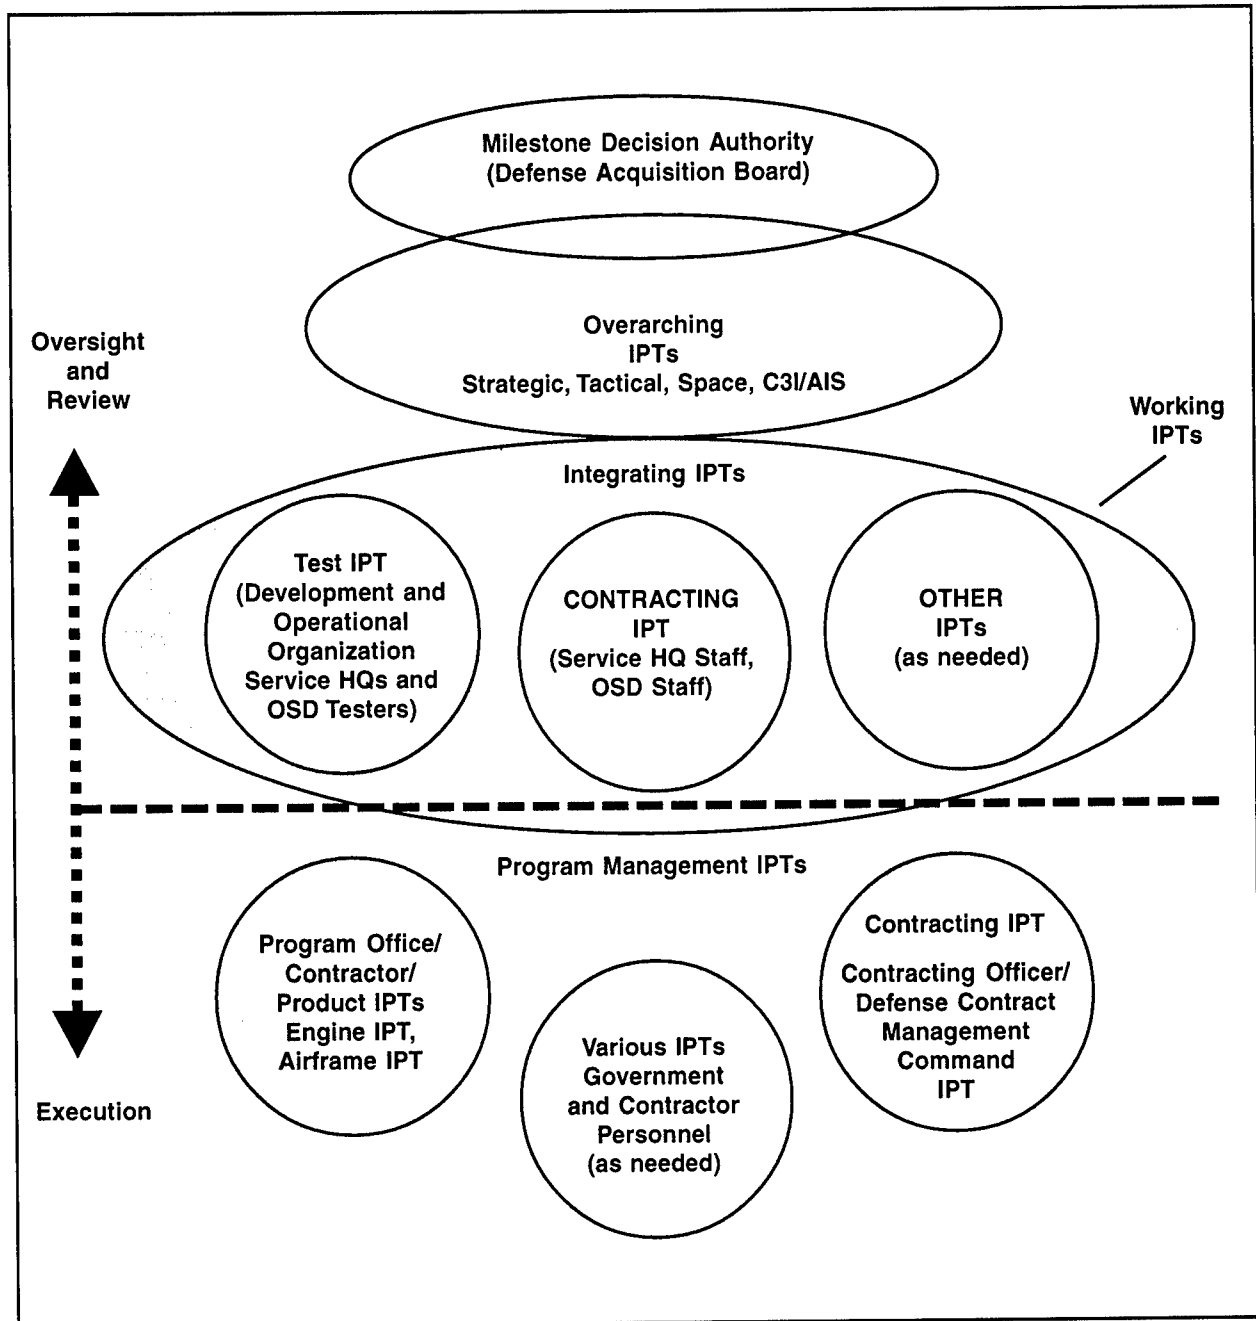 Milestone Decision Authority
(Defense Acquisition Board)
Overarching
IPTs
Strategic, Tactical, Space, C3I/AIS
Oversight
and
Review
Working
IPTs
Integrating IPTs
Test IPT
(Development and
Operational
Organization
Service HQs and
OSD Testers)
CONTRACTING
IPT
(Service HQ Staff,
OSD Staff)
OTHER
IPTs
(as needed)
Program Management IPTs
Program Office/
Contractor/
Product IPTs
Engine IPT,
Airframe IPT
Various IPTs
Government
and Contractor
Personnel
(as needed)
Contracting IPT
Contracting Officer/
Defense Contract
Management
Command
IPT
Execution